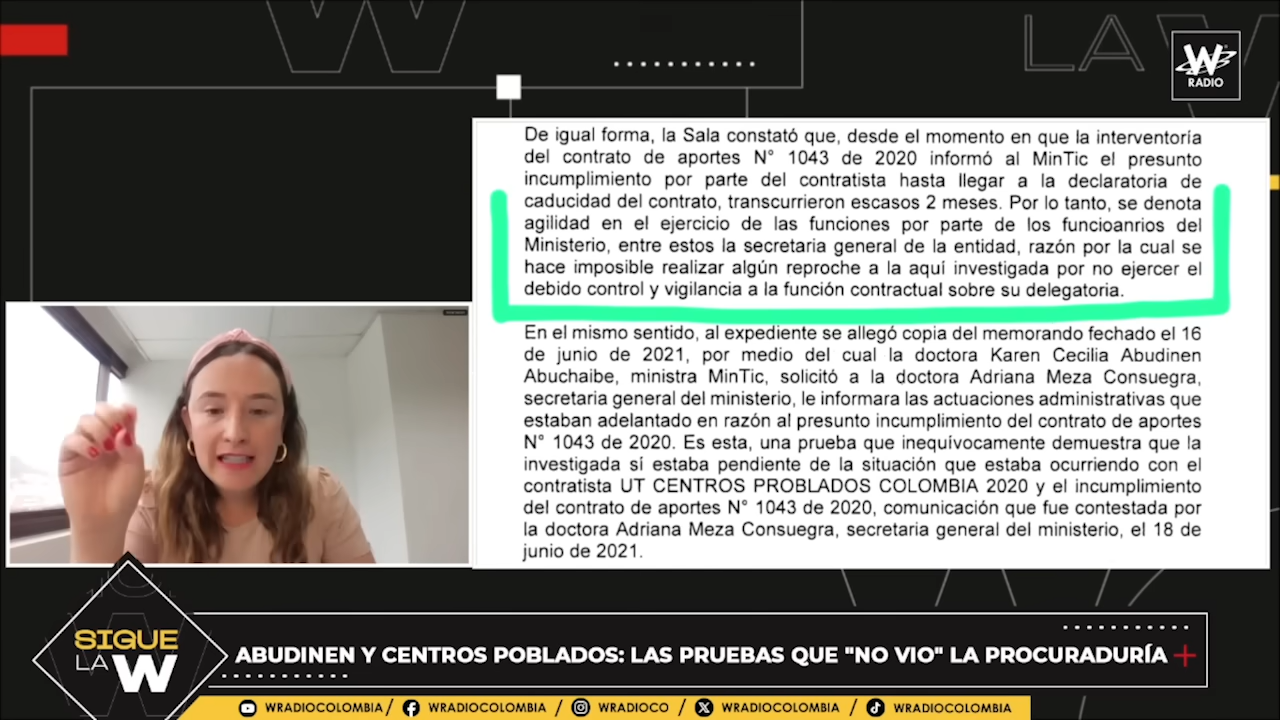 LA
W
RADIO
De igual forma, la Sala constató que, desde el momento en que la interventoría
del contrato de aportes N° 1043 de 2020 informó al MinTic el presunto
incumplimiento por parte del contratista hasta llegar a la declaratoria de
caducidad del contrato, transcurrieron escasos 2 meses. Por lo tanto, se denota
agilidad en el ejercicio de las funciones por parte de los funcioanrios del
Ministerio, entre estos la secretaria general de la entidad, razón por la cual se
hace imposible realizar algún reproche a la aquí investigada por no ejercer el
debido control y vigilancia a la función contractual sobre su delegatoria.
En el mismo sentido, al expediente se allegó copia del memorando fechado el 16
de junio de 2021, por medio del cual la doctora Karen Cecilia Abudinen
Abuchaibe, ministra MinTic, solicitó a la doctora Adriana Meza Consuegra,
secretaria general del ministerio, le informara las actuaciones administrativas que
estaban adelantado en razón al presunto incumplimiento del contrato de aportes
N° 1043 de 2020. Es esta, una prueba que inequívocamente demuestra que la
investigada sí estaba pendiente de la situación que estaba ocurriendo con el
contratista UT CENTROS PROBLADOS COLOMBIA 2020 y el incumplimiento
del contrato de aportes N° 1043 de 2020, comunicación que fue contestada por
la doctora Adriana Meza Consuegra, secretaria general del ministerio, el 18 de
junio de 2021.
SIGUE
LA W
ABUDINEN Y CENTROS POBLADOS: LAS PRUEBAS QUE "NO VIO" LA PROCURADURÍA
WRADIOCOLOMBIA / WRADIOCOLOMBIA / WRADIOCO / WRADIOCOLOMBIA / WRADIOCOLOMBIA